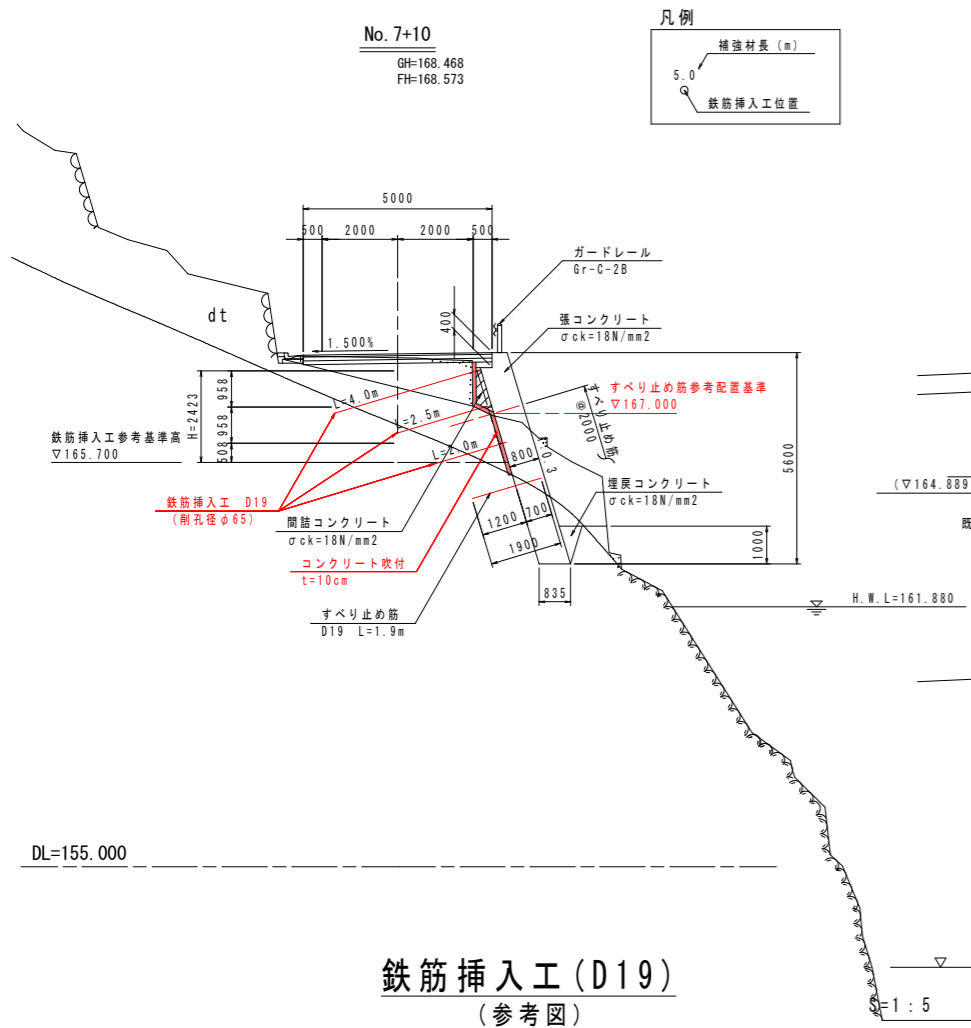 No.7+10
GH=168.468
FH=168.573
凡例
補強材長 (m)
5.0
鉄筋挿入工位置
5000
500
2000
2000
500
ガードレール
Gr-C-2B
400
張コンクリート
σck=18N/mm2
dt
1.500%
すべり止め筋参考配置基準
▽167.000
すべり止め筋
@2000
958
958
508
H=2423
L=4.0m
L=2.5m
L=2.0m
鉄筋挿入工参考基準高
▽165.700
5600
800
埋戻コンクリート
σck=18N/mm2
(▽164.889)
既
鉄筋挿入工 D19
(削孔径φ65)
間詰コンクリート
σck=18N/mm2
1200
700
1900
1000
コンクリート吹付
t=10cm
835
すべり止め筋
D19 L=1.9m
H.W.L=161.880
DL=155.000
鉄筋挿入工(D19)
(参考図)
S=1:5